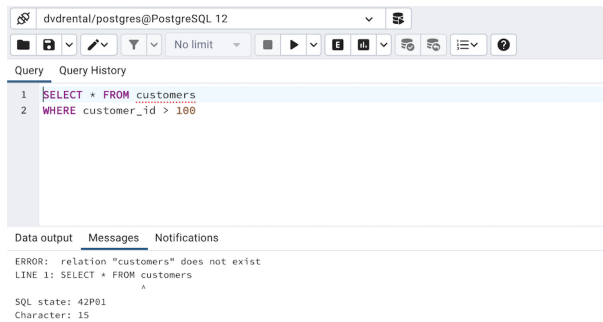 dvdrental/postgres@PostgreSQL 12
No limit
Query Query History
1 SELECT * FROM customers
2 WHERE customer_id > 100
Data output Messages Notifications
ERROR:  relation "customers" does not exist
LINE 1: SELECT * FROM customers
^
SQL state: 42P01
Character: 15